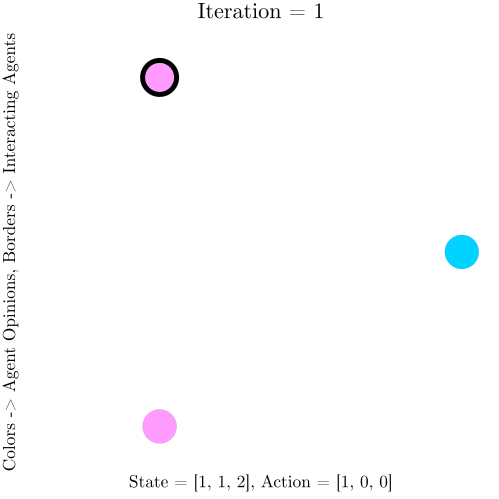 Iteration = 1
Colors -> Agent Opinions, Borders -> Interacting Agents
State = [1, 1, 2], Action = [1, 0, 0]